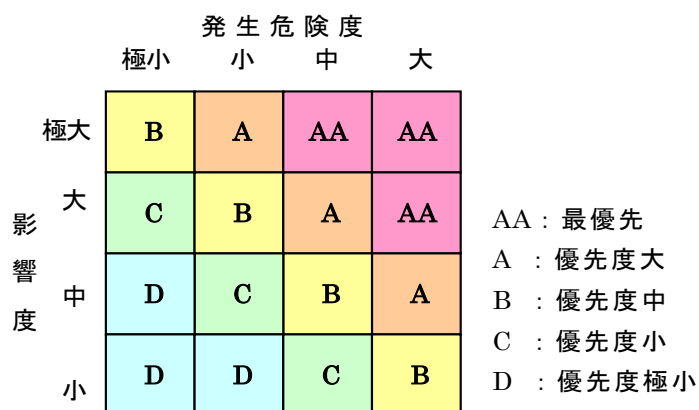 発生危険度
極小 小 中 大
極大 B A AA AA
大 C B A AA
中 D C B A
小 D D C B
影響度
AA：最優先
A ：優先度大
B ：優先度中
C ：優先度小
D ：優先度極小